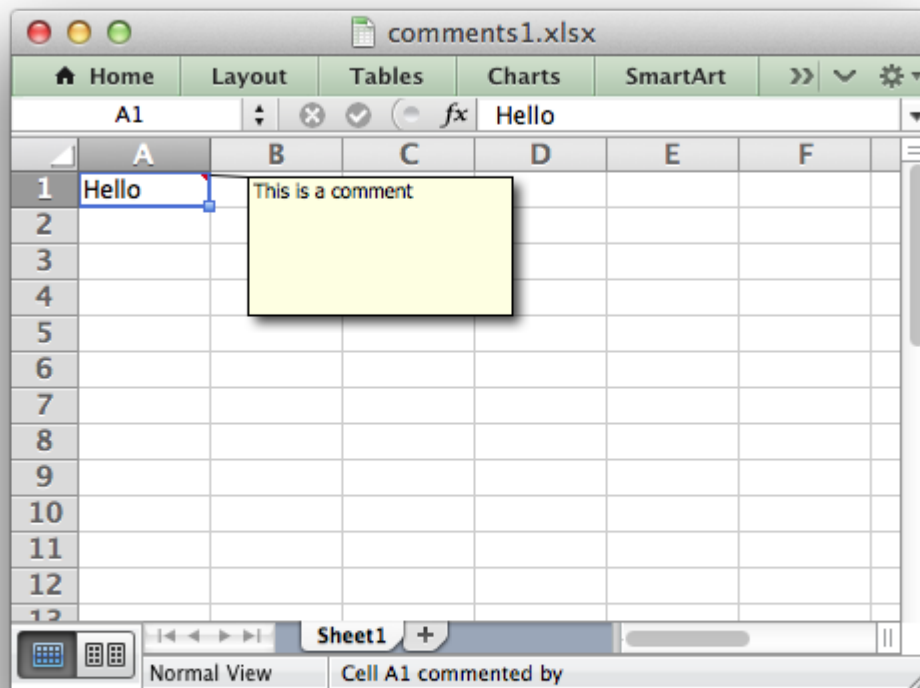 comments1.xlsx
Home Layout Tables Charts SmartArt
A1 fx Hello
A B C D E F
1 Hello This is a comment
2
3
4
5
6
7
8
9
10
11
12
13
Sheet1 +
Normal View Cell A1 commented by